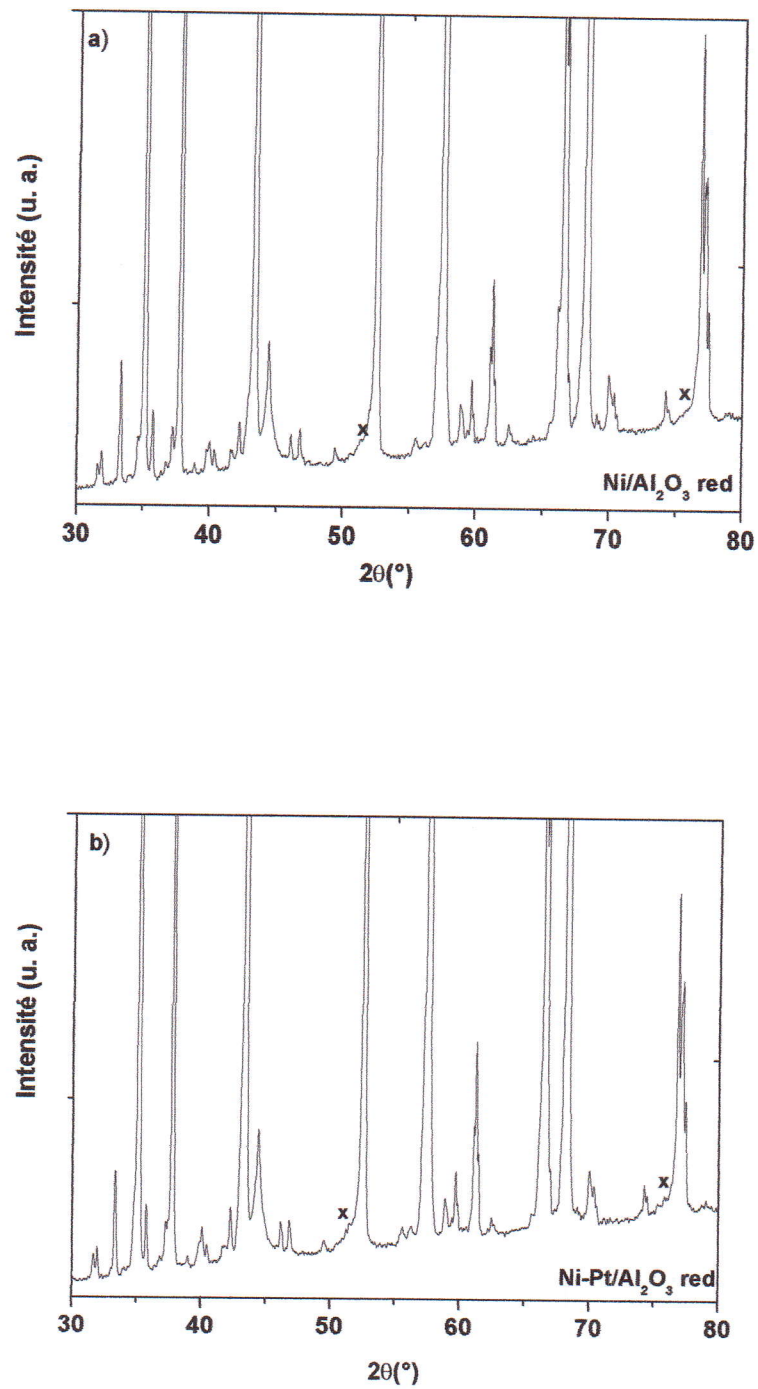 a)
Intensité (u. a.)
x
x
Ni/Al₂O₃ red
30 40 50 60 70 80
2θ(°)
b)
Intensité (u. a.)
x
x
Ni-Pt/Al₂O₃ red
30 40 50 60 70 80
2θ(°)